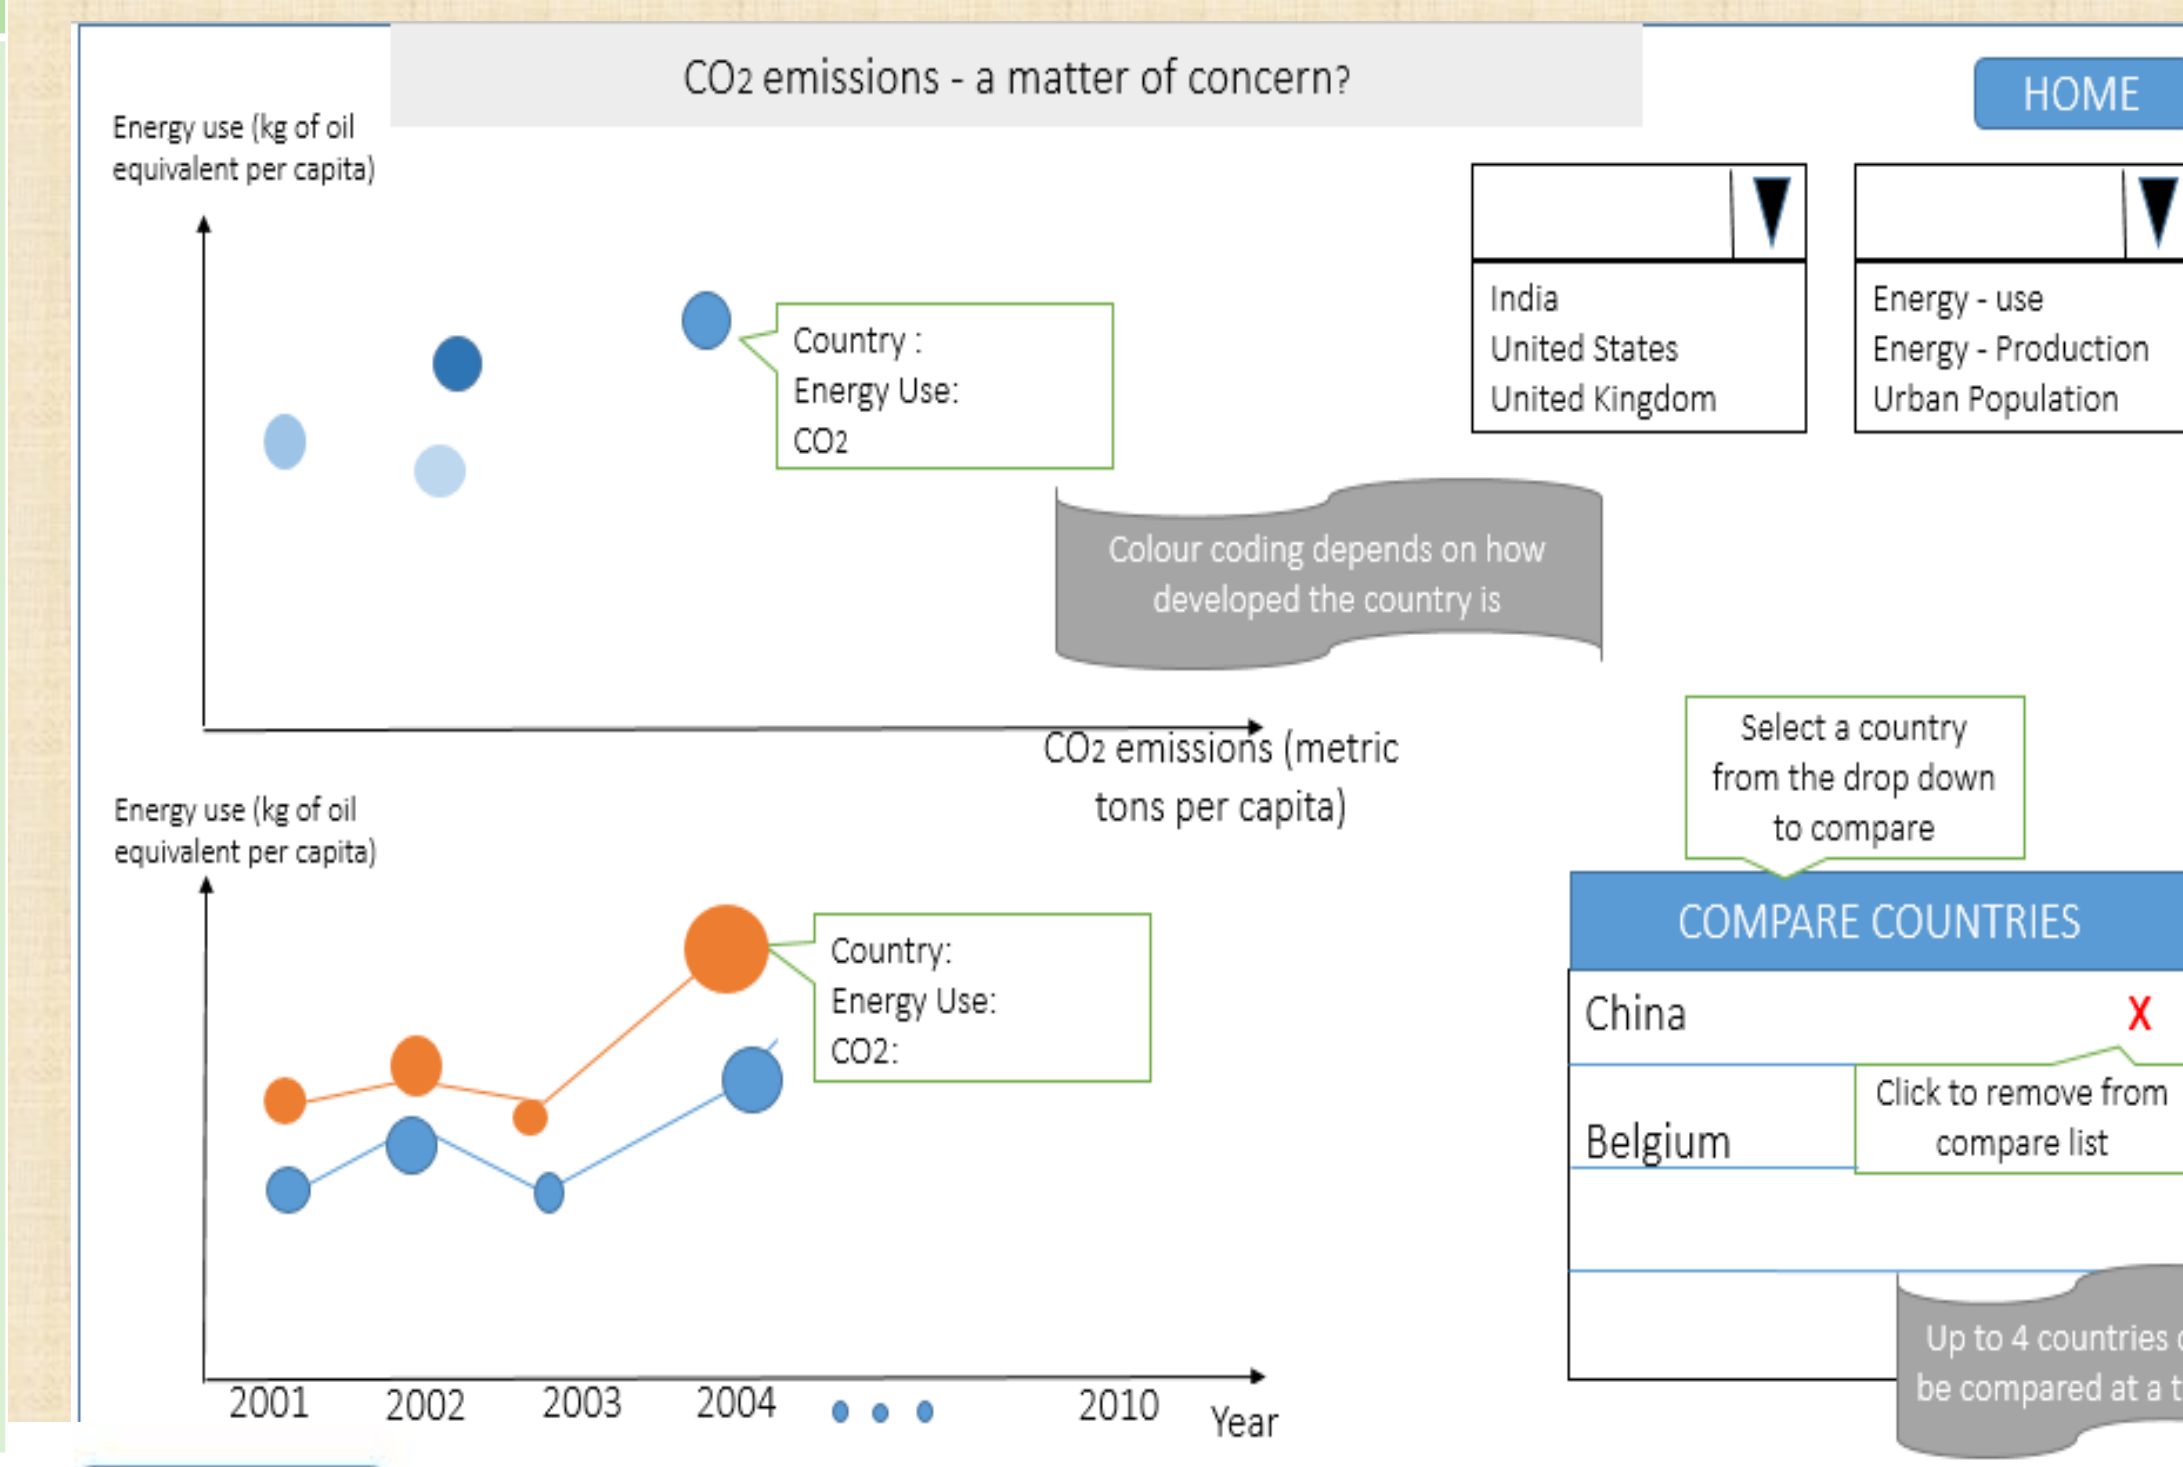 CO2 emissions - a matter of concern?
HOME
Energy use (kg of oil
equivalent per capita)
India
United States
United Kingdom
Energy - use
Energy - Production
Urban Population
Country :
Energy Use:
CO2
Colour coding depends on how
developed the country is
CO2 emissions (metric
tons per capita)
Select a country
from the drop down
to compare
Energy use (kg of oil
equivalent per capita)
COMPARE COUNTRIES
Country:
Energy Use:
CO2:
China X
Click to remove from
compare list
Belgium
Up to 4 countries
be compared at a
2001 2002 2003 2004 2010
Year